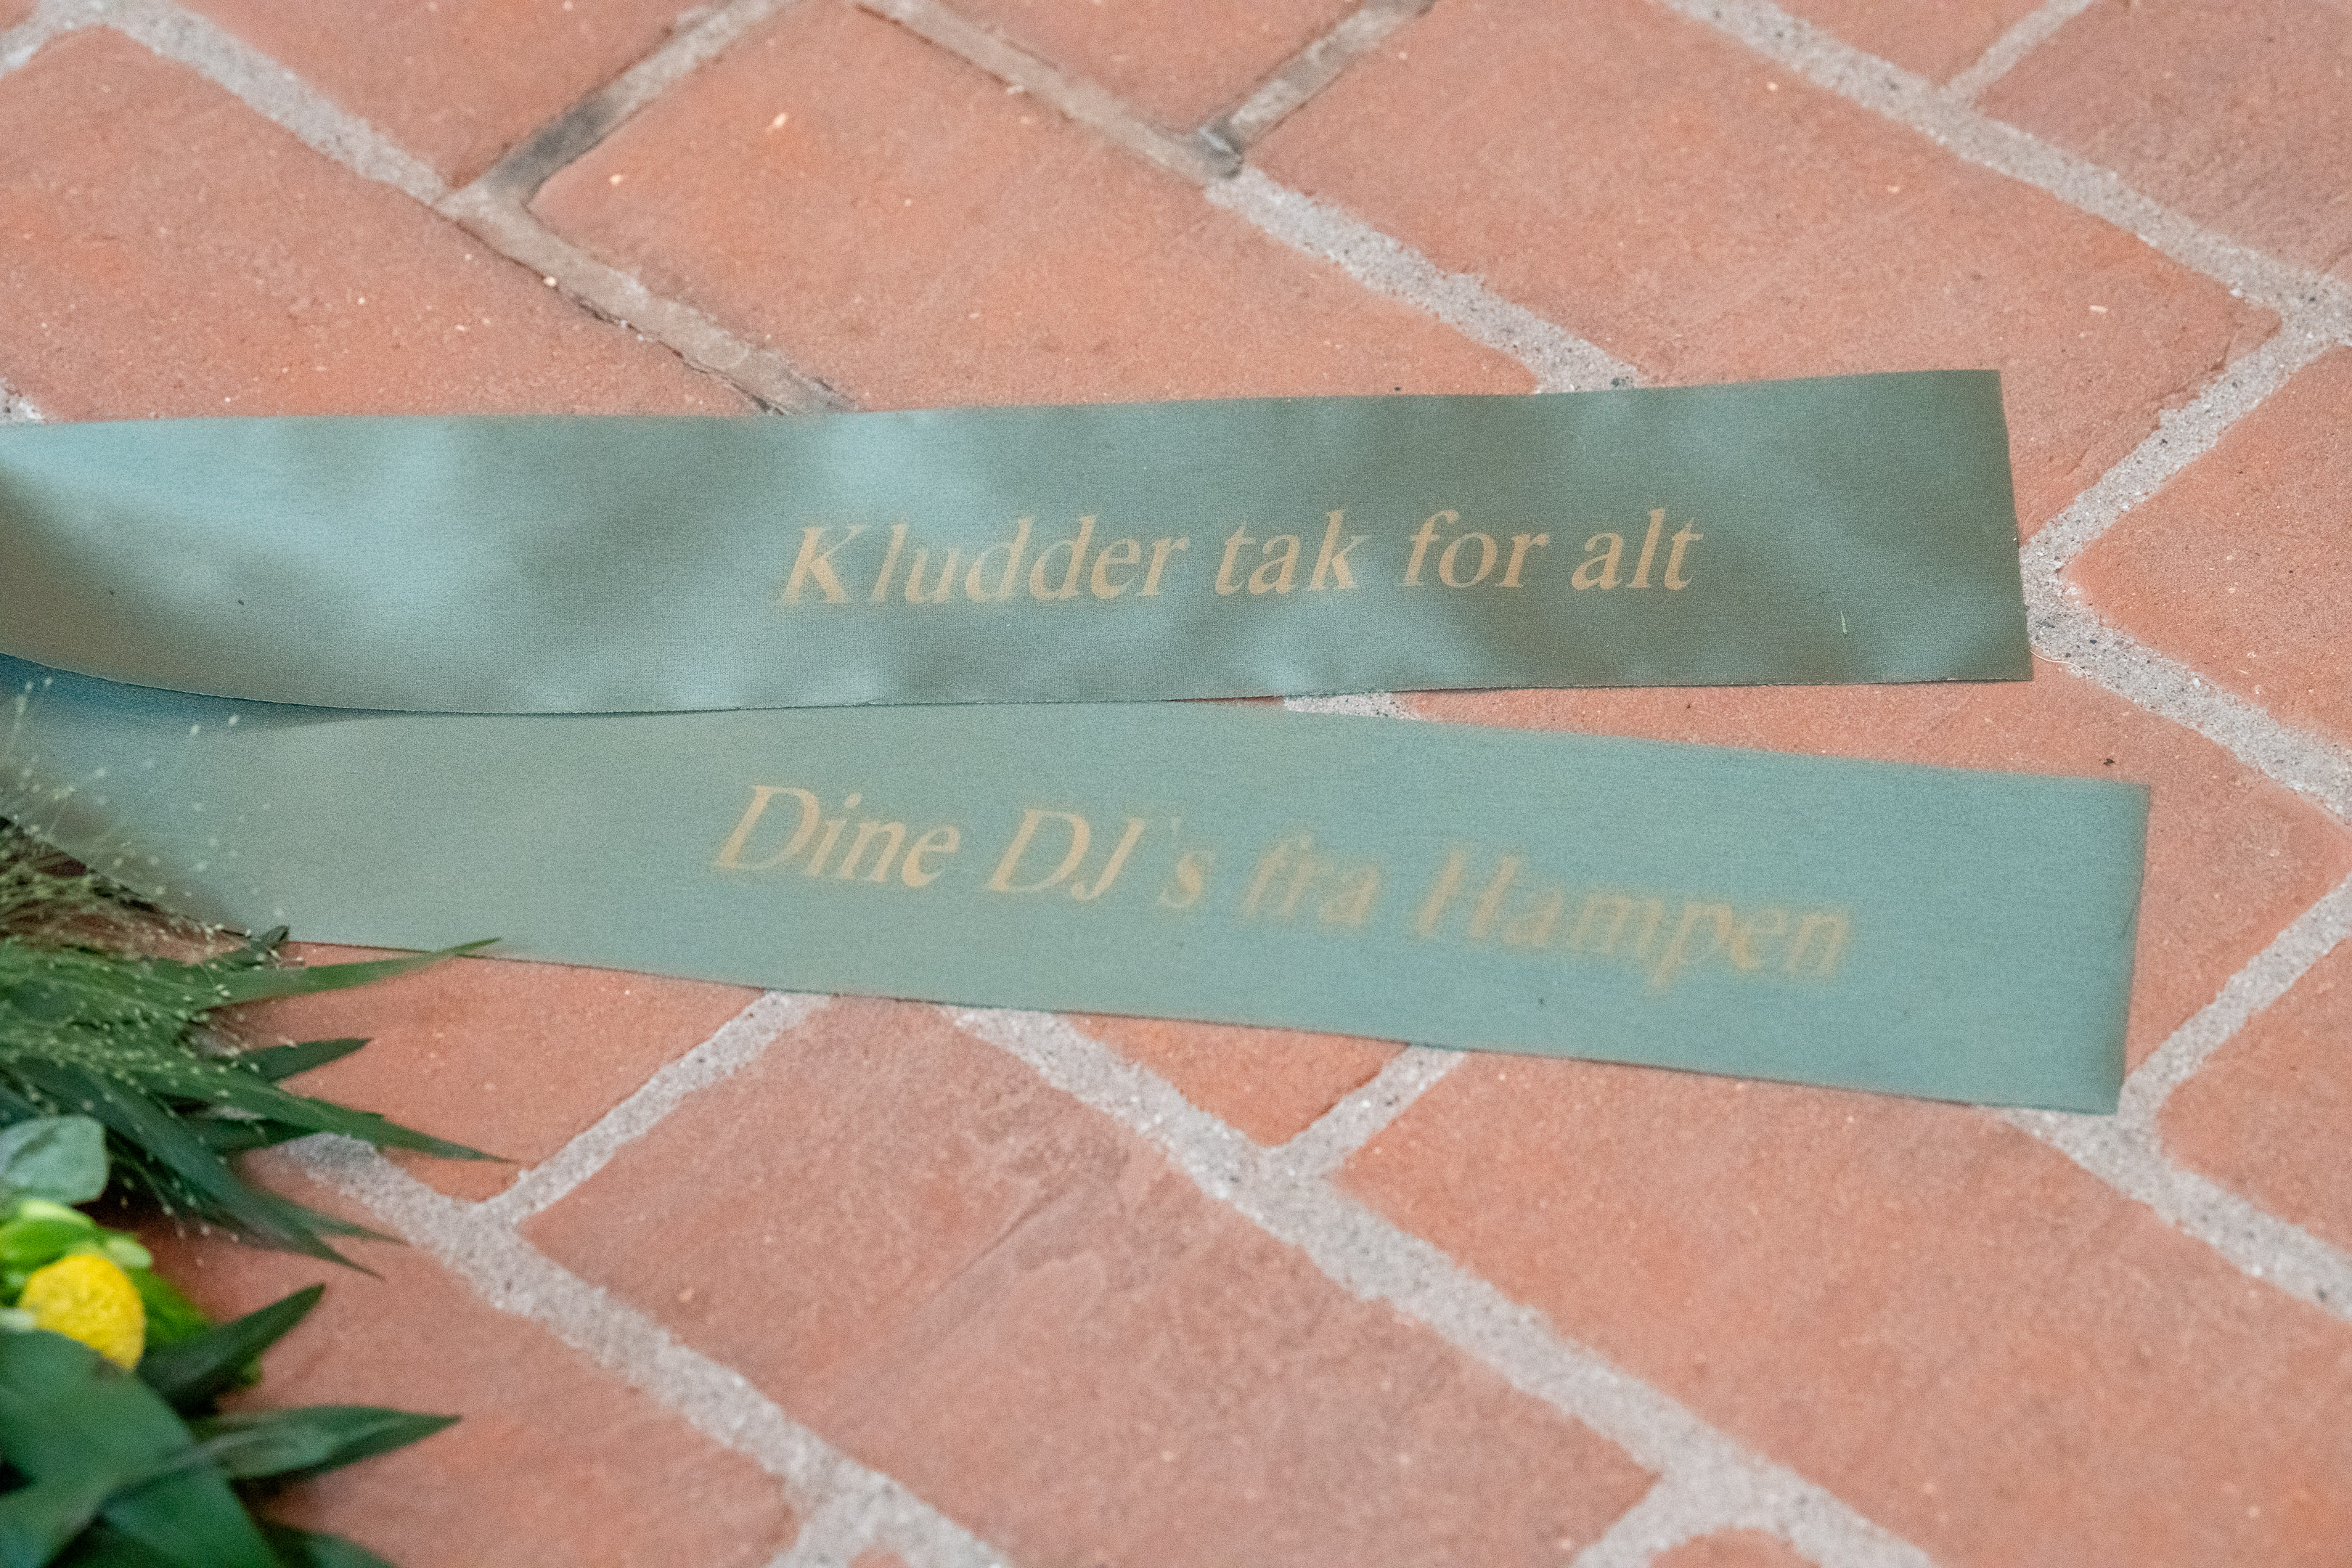 Kludder tak for alt
Dine DJ's fra Hampen